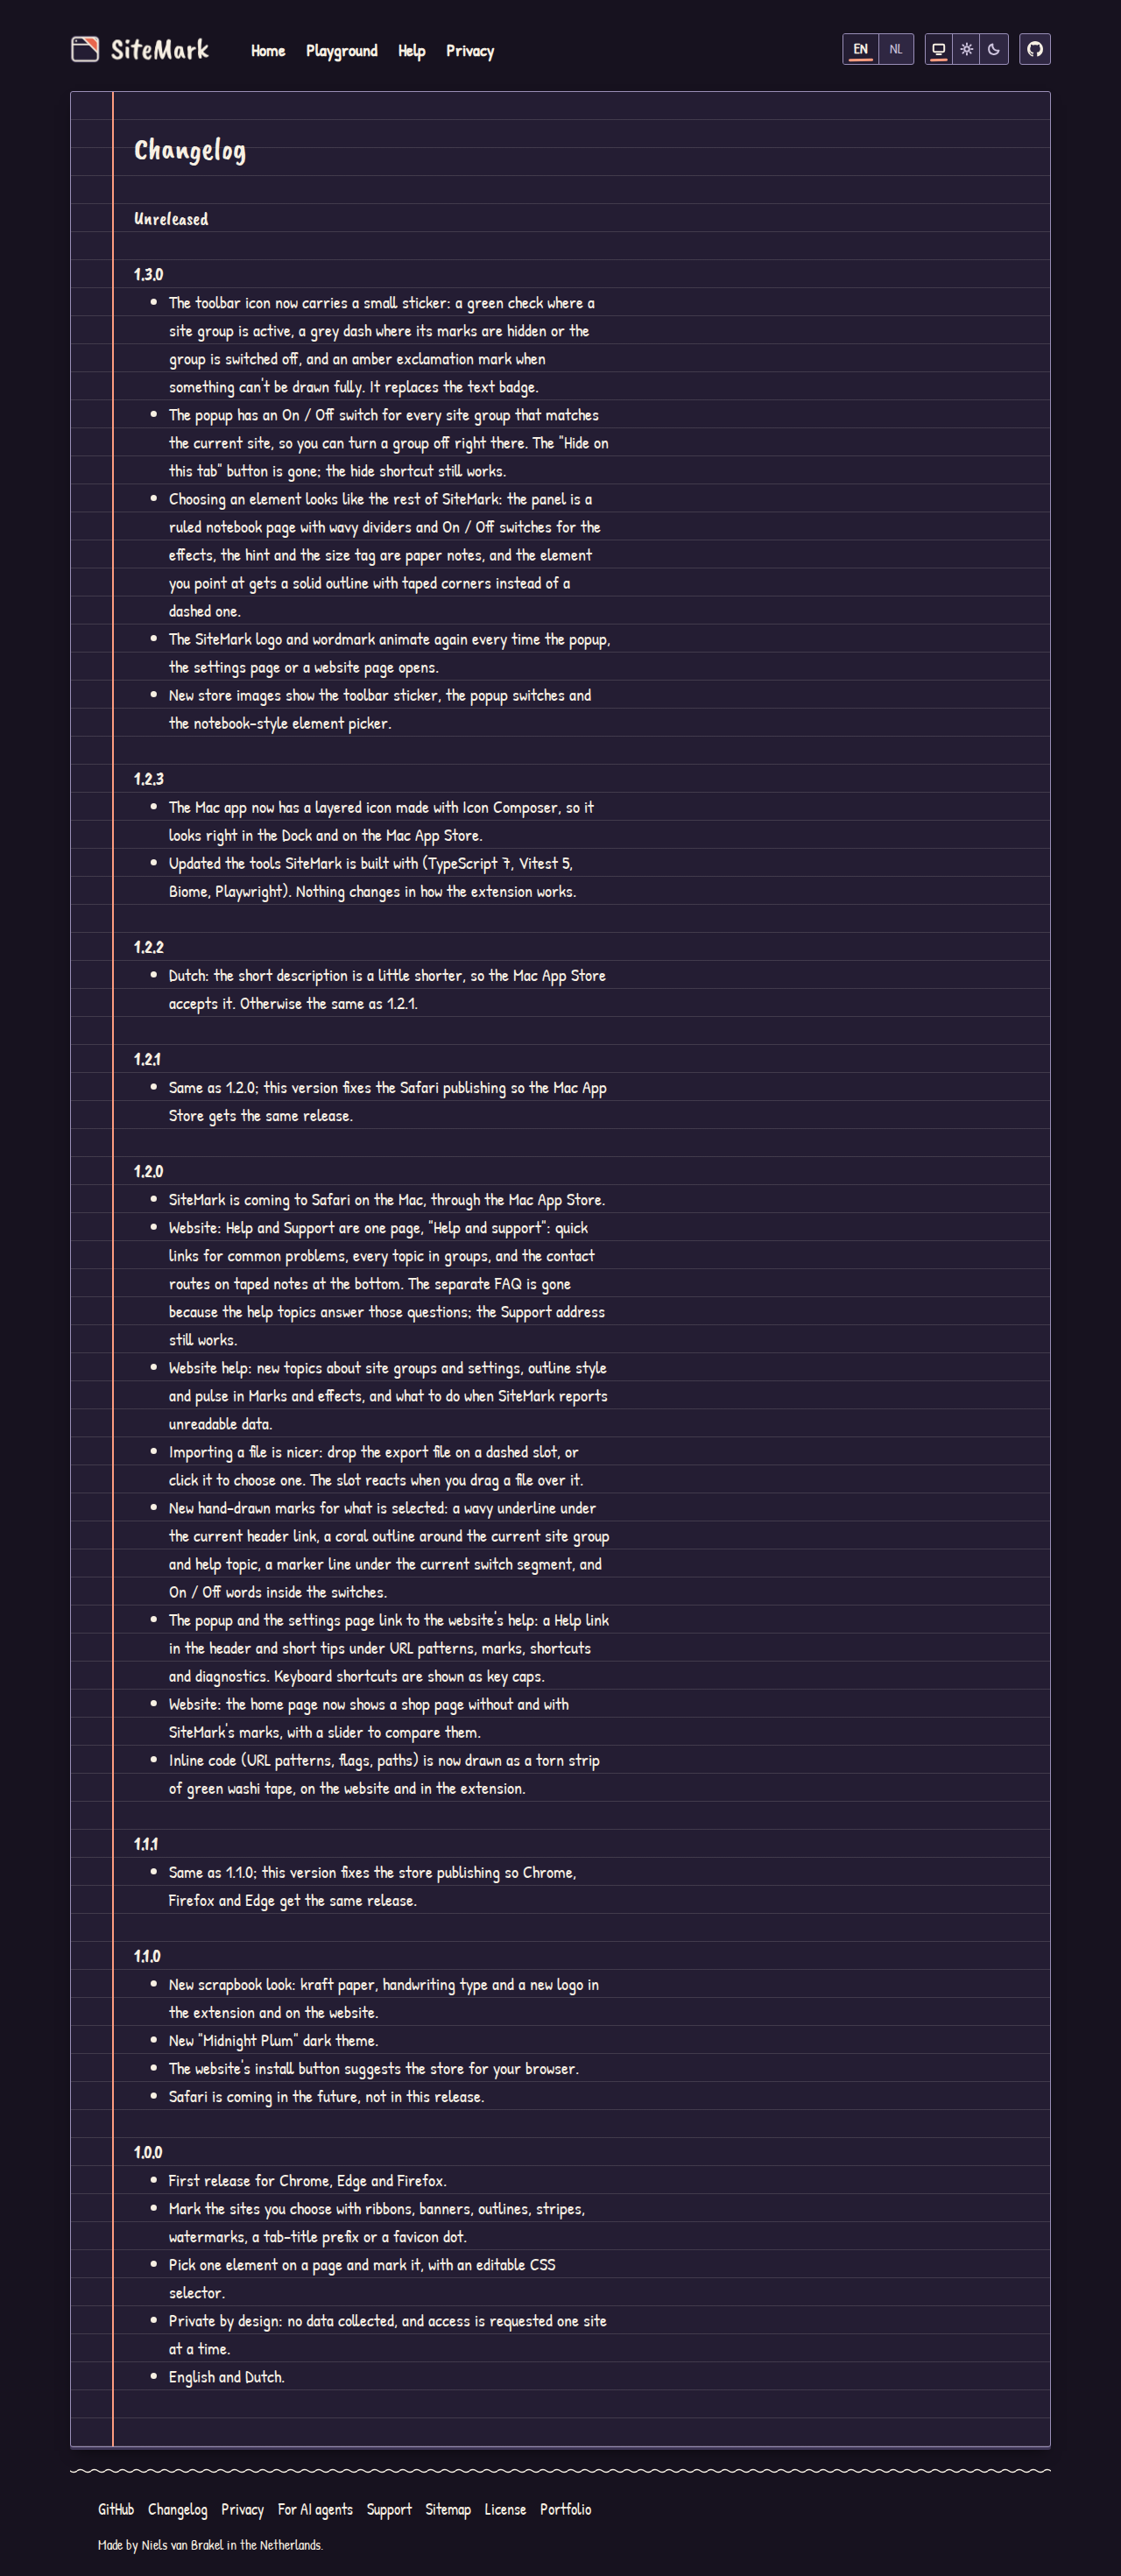 SiteMark Home Playground Help Privacy EN NL
Changelog
Unreleased
1.3.0
The toolbar icon now carries a small sticker: a green check where a
site group is active, a grey dash where its marks are hidden or the
group is switched off, and an amber exclamation mark when
something can't be drawn fully. It replaces the text badge.
The popup has an On / Off switch for every site group that matches
the current site, so you can turn a group off right there. The "Hide on
this tab" button is gone; the hide shortcut still works.
Choosing an element looks like the rest of SiteMark: the panel is a
ruled notebook page with wavy dividers and On / Off switches for the
effects, the hint and the size tag are paper notes, and the element
you point at gets a solid outline with taped corners instead of a
dashed one.
The SiteMark logo and wordmark animate again every time the popup,
the settings page or a website page opens.
New store images show the toolbar sticker, the popup switches and
the notebook-style element picker.
1.2.3
The Mac app now has a layered icon made with Icon Composer, so it
looks right in the Dock and on the Mac App Store.
Updated the tools SiteMark is built with (TypeScript 7, Vitest 5,
Biome, Playwright). Nothing changes in how the extension works.
1.2.2
Dutch: the short description is a little shorter, so the Mac App Store
accepts it. Otherwise the same as 1.2.1.
1.2.1
Same as 1.2.0; this version fixes the Safari publishing so the Mac App
Store gets the same release.
1.2.0
SiteMark is coming to Safari on the Mac, through the Mac App Store.
Website: Help and Support are one page, "Help and support": quick
links for common problems, every topic in groups, and the contact
routes on taped notes at the bottom. The separate FAQ is gone
because the help topics answer those questions; the Support address
still works.
Website help: new topics about site groups and settings, outline style
and pulse in Marks and effects, and what to do when SiteMark reports
unreadable data.
Importing a file is nicer: drop the export file on a dashed slot, or
click it to choose one. The slot reacts when you drag a file over it.
New hand-drawn marks for what is selected: a wavy underline under
the current header link, a coral outline around the current site group
and help topic, a marker line under the current switch segment, and
On / Off words inside the switches.
The popup and the settings page link to the website's help: a Help link
in the header and short tips under URL patterns, marks, shortcuts
and diagnostics. Keyboard shortcuts are shown as key caps.
Website: the home page now shows a shop page without and with
SiteMark's marks, with a slider to compare them.
Inline code (URL patterns, flags, paths) is now drawn as a torn strip
of green washi tape, on the website and in the extension.
1.1.1
Same as 1.1.0; this version fixes the store publishing so Chrome,
Firefox and Edge get the same release.
1.1.0
New scrapbook look: kraft paper, handwriting type and a new logo in
the extension and on the website.
New "Midnight Plum" dark theme.
The website's install button suggests the store for your browser.
Safari is coming in the future, not in this release.
1.0.0
First release for Chrome, Edge and Firefox.
Mark the sites you choose with ribbons, banners, outlines, stripes,
watermarks, a tab-title prefix or a favicon dot.
Pick one element on a page and mark it, with an editable CSS
selector.
Private by design: no data collected, and access is requested one site
at a time.
English and Dutch.
GitHub Changelog Privacy For AI agents Support Sitemap License Portfolio
Made by Niels van Brakel in the Netherlands.